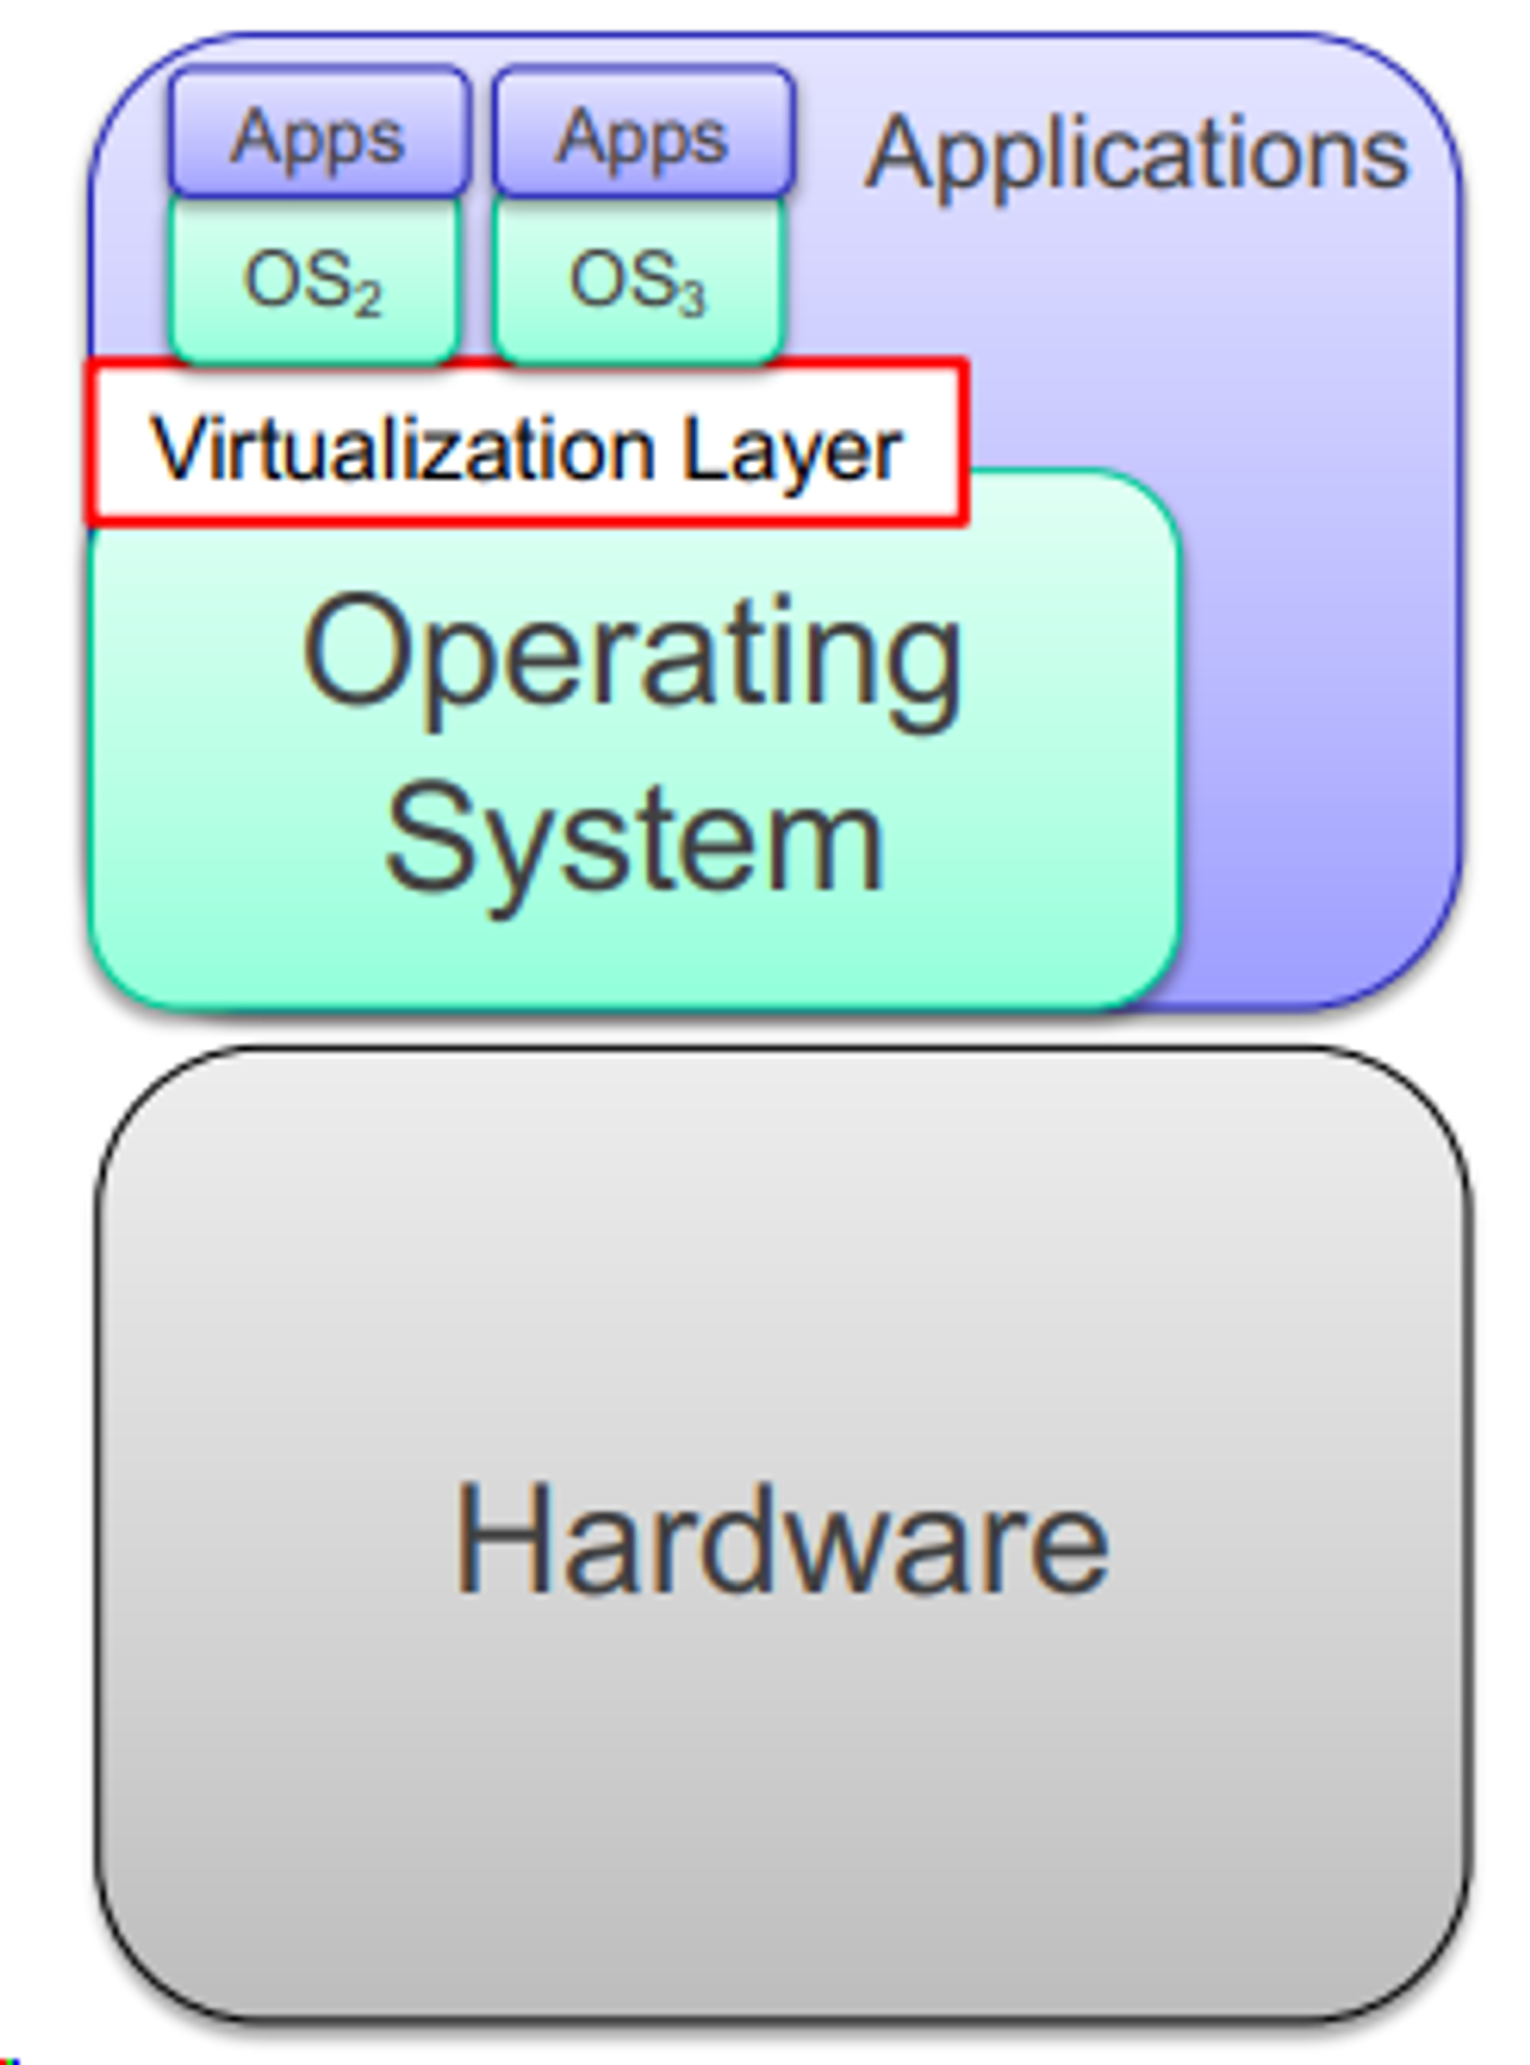 Apps Apps Applications
OS₂ OS₃
Virtualization Layer
Operating
System
Hardware